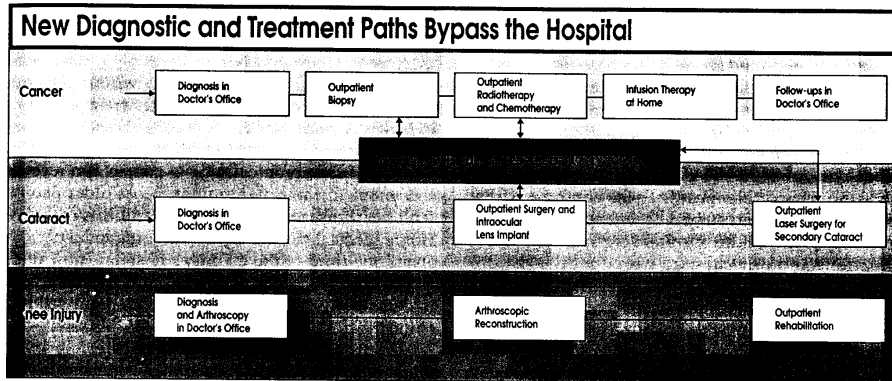 New Diagnostic and Treatment Paths Bypass the Hospital
Cancer
Diagnosis in
Doctor's Office
Outpatient
Biopsy
Outpatient
Radiotherapy
and Chemotherapy
Infusion Therapy
at Home
Follow-ups in
Doctor's Office
Cataract
Diagnosis in
Doctor's Office
Outpatient Surgery and
Intraocular
Lens Implant
Outpatient
Laser Surgery for
Secondary Cataract
nee Injury
Diagnosis
and Arthroscopy
in Doctor's Office
Arthroscopic
Reconstruction
Outpatient
Rehabilitation